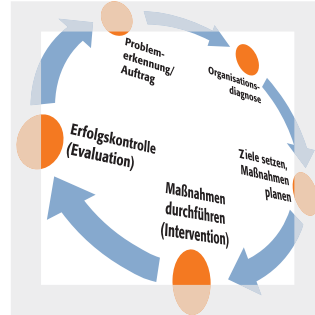 Problem-
erkennung/
Auftrag
Organisations-
diagnose
Ziele setzen,
Maßnahmen
planen
Maßnahmen
durchführen
(Intervention)
Erfolgskontrolle
(Evaluation)